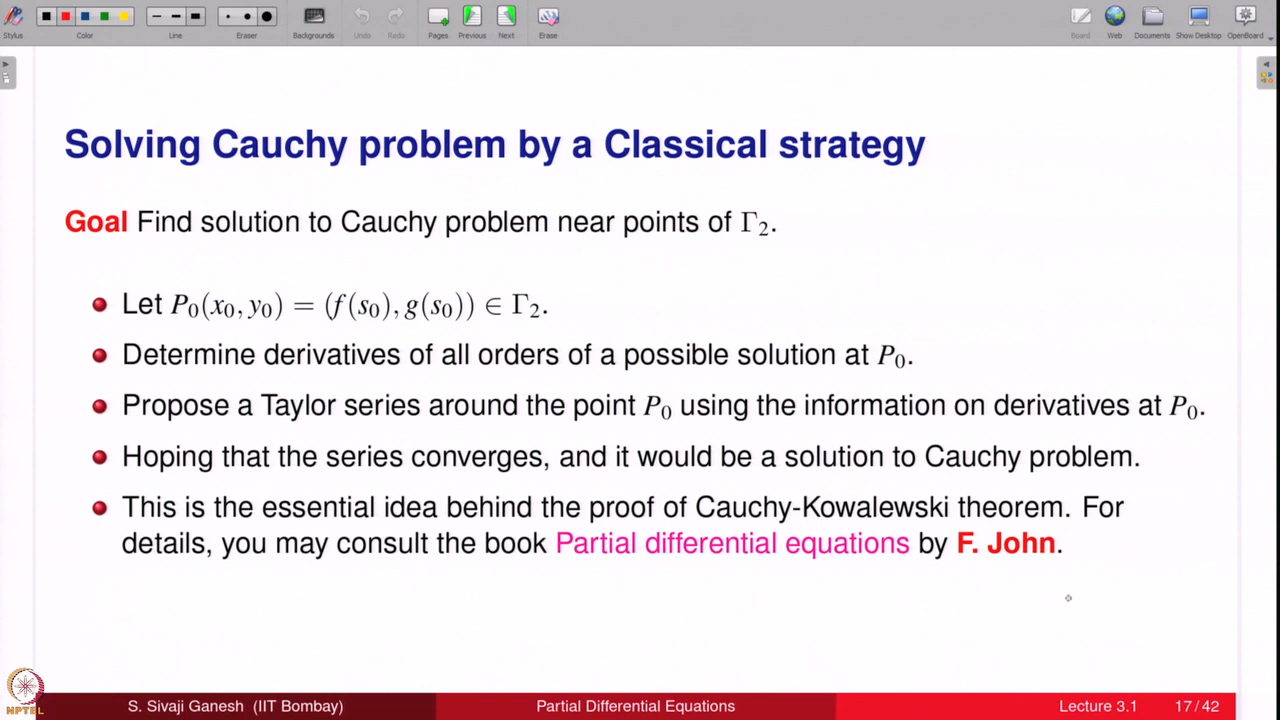 Stylus Color Line Eraser Backgrounds Undo Redo Pages Previous Next Erase Board Web Documents Show Desktop OpenBoard
Solving Cauchy problem by a Classical strategy
Goal Find solution to Cauchy problem near points of Γ₂.
Let P₀(x₀, y₀) = (f(s₀), g(s₀)) ∈ Γ₂.
Determine derivatives of all orders of a possible solution at P₀.
Propose a Taylor series around the point P₀ using the information on derivatives at P₀.
Hoping that the series converges, and it would be a solution to Cauchy problem.
This is the essential idea behind the proof of Cauchy-Kowalewski theorem. For
details, you may consult the book Partial differential equations by F. John.
NPTEL
S. Sivaji Ganesh (IIT Bombay) Partial Differential Equations Lecture 3.1 17 / 42